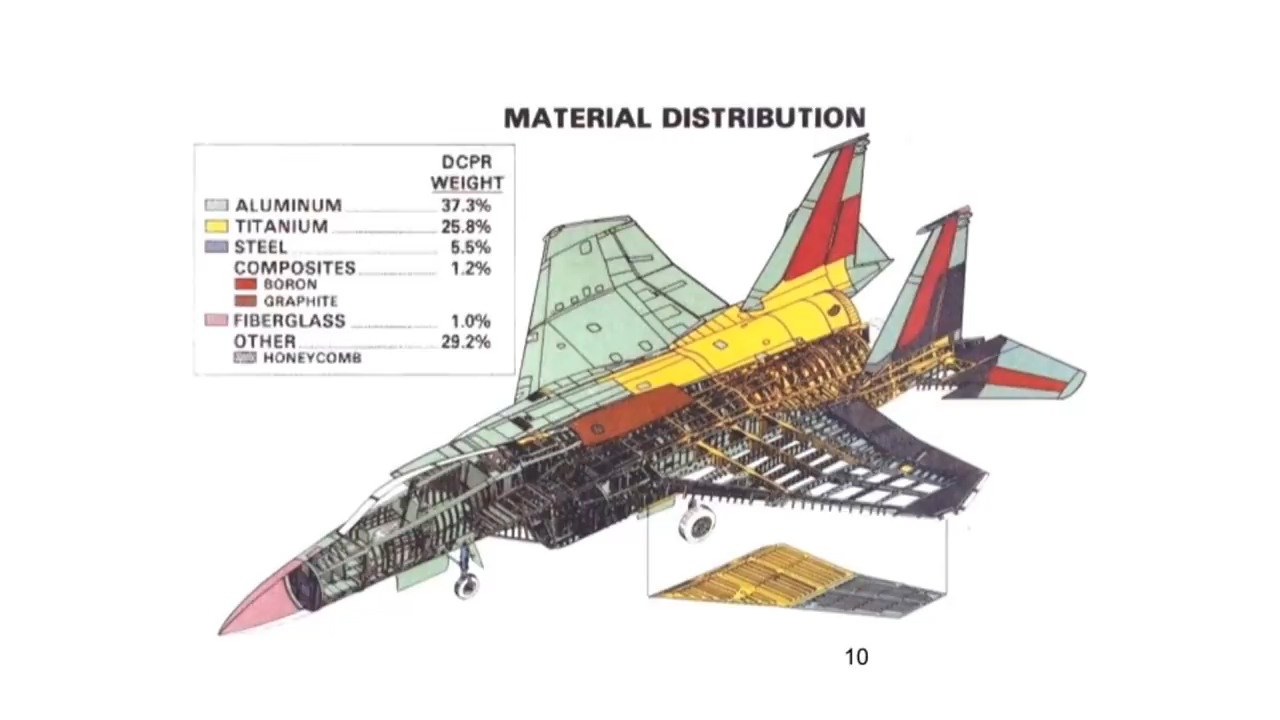 MATERIAL DISTRIBUTION
DCPR
WEIGHT
ALUMINUM 37.3%
TITANIUM 25.8%
STEEL 5.5%
COMPOSITES 1.2%
BORON
GRAPHITE
FIBERGLASS 1.0%
OTHER 29.2%
HONEYCOMB
10